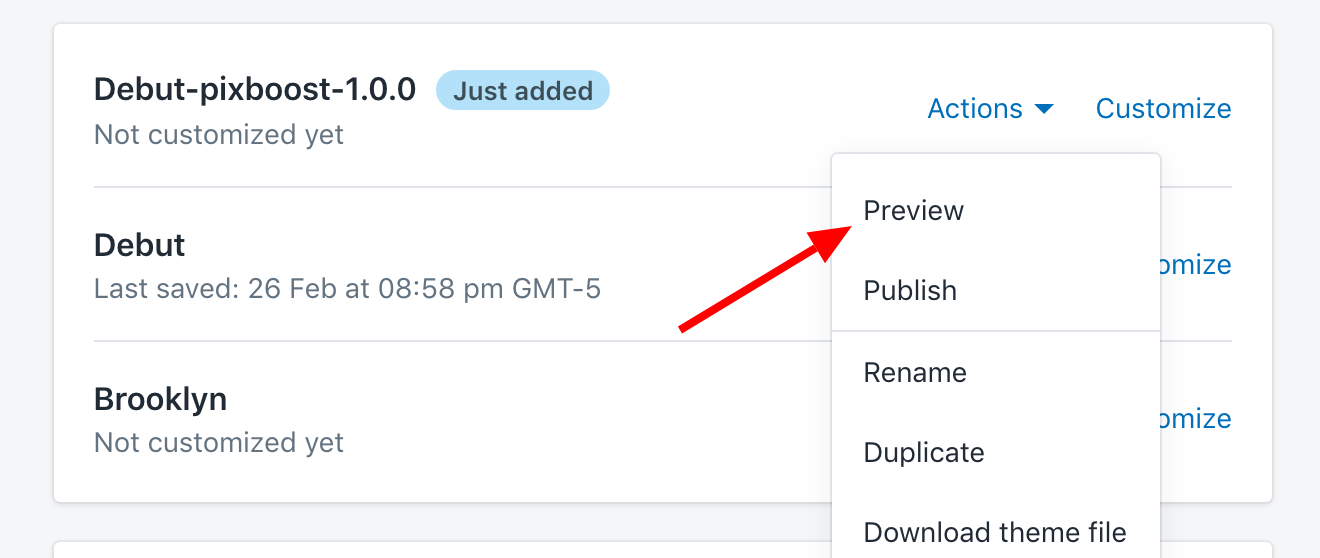 Debut-pixboost-1.0.0 Just added
Not customized yet
Actions Customize
Debut
Last saved: 26 Feb at 08:58 pm GMT-5
omize
Brooklyn
Not customized yet
omize
Preview
Publish
Rename
Duplicate
Download theme file